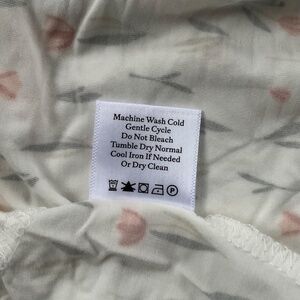 Machine Wash Cold
Gentle Cycle
Do Not Bleach
Tumble Dry Normal
Cool Iron If Needed
Or Dry Clean
P